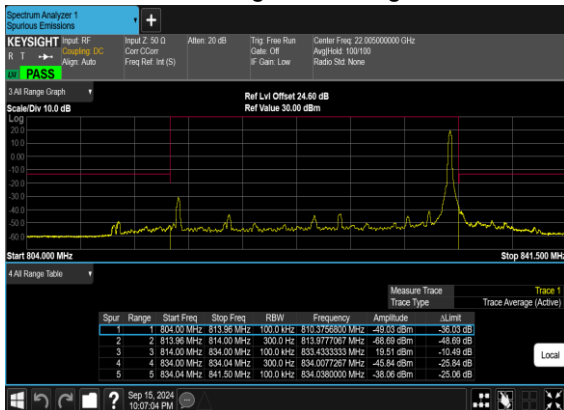 Spectrum Analyzer 1
Spurious Emissions
+
KEYSIGHT Input: RF Input Z: 50 Ω Atten: 20 dB Trig: Free Run Center Freq: 22.005000000 GHz
R T Coupling: DC Corr CCorr Gate: Off Avg|Hold: 100/100
Align: Auto Freq Ref: Int (S) IF Gain: Low Radio Std: None
PASS
3 All Range Graph
Ref Lvl Offset 24.60 dB
Scale/Div 10.0 dB Ref Value 30.00 dBm
Log
20.0
10.0
0.00
-10.0
-20.0
-30.0
-40.0
-50.0
-60.0
Start 804.000 MHz Stop 841.500 MHz
4 All Range Table
Measure Trace Trace 1
Trace Type Trace Average (Active)
Spur Range Start Freq Stop Freq RBW Frequency Amplitude ΔLimit
1 1 804.00 MHz 813.96 MHz 100.0 kHz 810.3756800 MHz -49.03 dBm -36.03 dB
2 2 813.96 MHz 814.00 MHz 300.0 Hz 813.9777067 MHz -68.69 dBm -48.69 dB
3 3 814.00 MHz 834.00 MHz 100.0 kHz 833.4333333 MHz 19.51 dBm -10.49 dB
4 4 834.00 MHz 834.04 MHz 300.0 Hz 834.0077267 MHz -45.84 dBm -25.84 dB
5 5 834.04 MHz 841.50 MHz 100.0 kHz 834.0380000 MHz -38.06 dBm -25.06 dB
Local
? Sep 15, 2024
10:07:04 PM